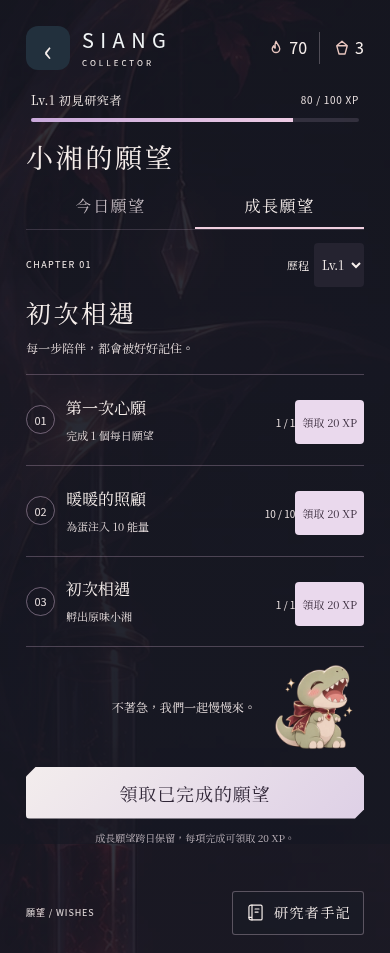 SIANG
COLLECTOR
70
3
Lv.1 初見研究者
80 / 100 XP
小湘的願望
今日願望
成長願望
CHAPTER 01
歷程
Lv.1
初次相遇
每一步陪伴，都會被好好記住。
01
第一次心願
完成 1 個每日願望
1 / 1
領取 20 XP
02
暖暖的照顧
為蛋注入 10 能量
10 / 10
領取 20 XP
03
初次相遇
孵出原味小湘
1 / 1
領取 20 XP
不著急，我們一起慢慢來。
領取已完成的願望
成長願望跨日保留，每項完成可領取 20 XP。
願望 / WISHES
研究者手記